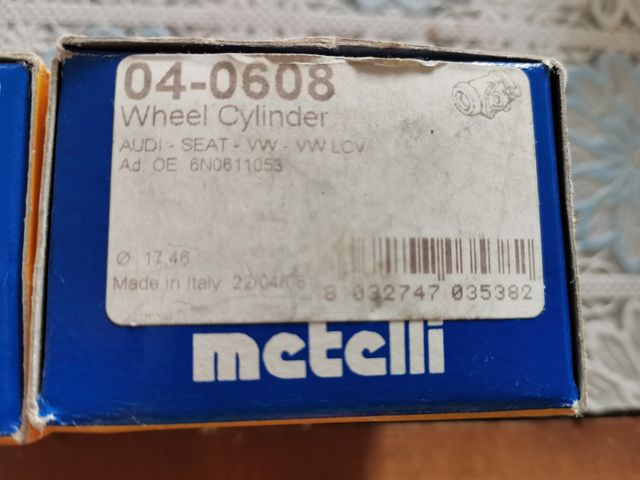 04-0608
Wheel Cylinder
AUDI - SEAT - VW - VW LCV
Ad. OE. 6N0611053
Ø 17,46
Made in Italy 22/04/08
8 032747 035382
metelli